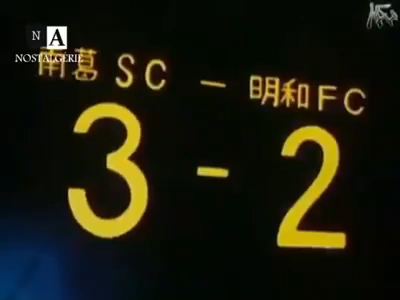 N A
NOSTALGERIE
南葛SC － 明和FC
3 - 2